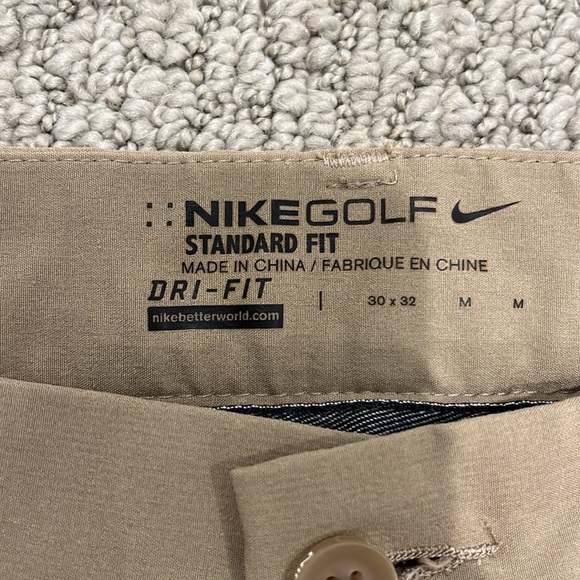 ::NIKEGOLF
STANDARD FIT
MADE IN CHINA / FABRIQUE EN CHINE
DRI-FIT | 30 x 32 M M
nikebetterworld.com